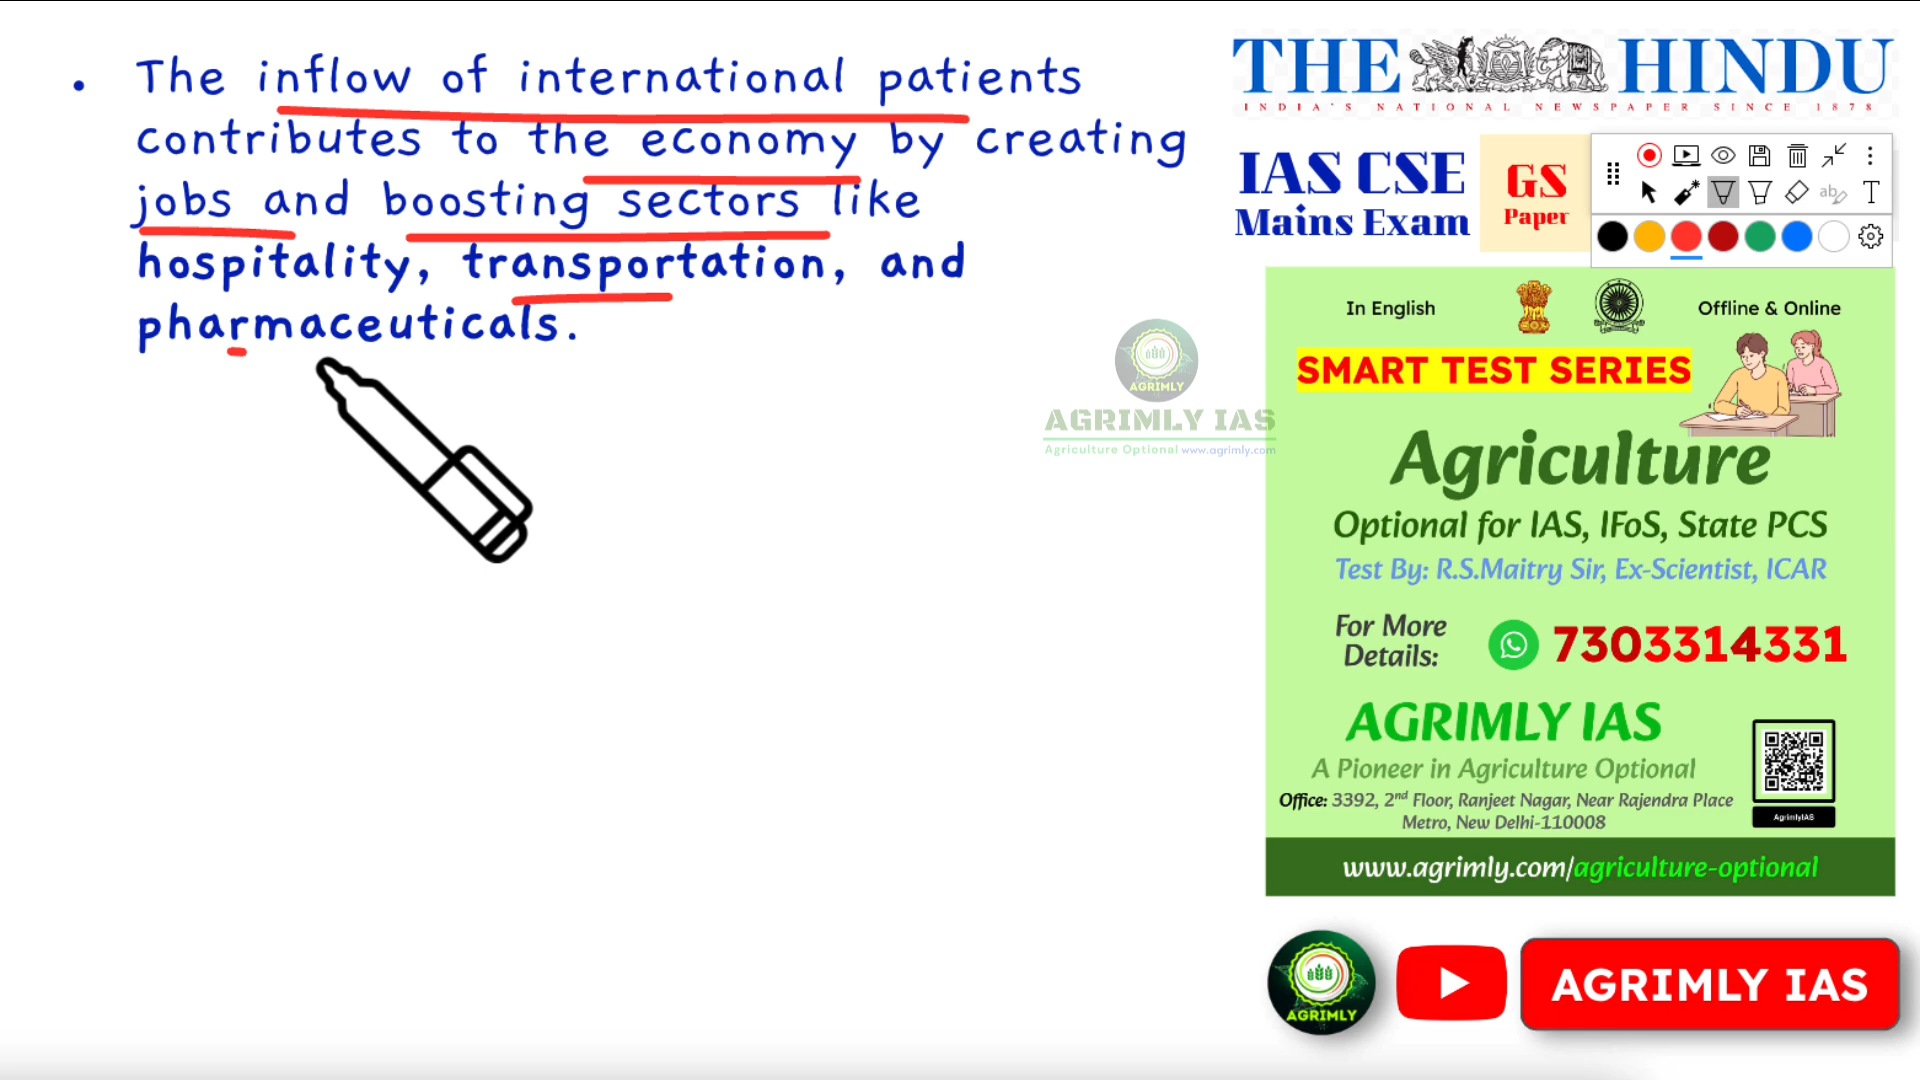 • The inflow of international patients
contributes to the economy by creating
jobs and boosting sectors like
hospitality, transportation, and
pharmaceuticals.
THE HINDU
INDIA'S NATIONAL NEWSPAPER SINCE 1878
IAS CSE
Mains Exam
GS
Paper
ab
T
In English
Offline & Online
SMART TEST SERIES
AGRIMLY
AGRIMLY IAS
Agriculture Optional www.agrimly.com
Agriculture
Optional for IAS, IFoS, State PCS
Test By: R.S.Maitry Sir, Ex-Scientist, ICAR
For More
Details:
7303314331
AGRIMLY IAS
A Pioneer in Agriculture Optional
Office: 3392, 2nd Floor, Ranjeet Nagar, Near Rajendra Place
Metro, New Delhi-110008
AgrimlyIAS
www.agrimly.com/agriculture-optional
AGRIMLY
AGRIMLY IAS